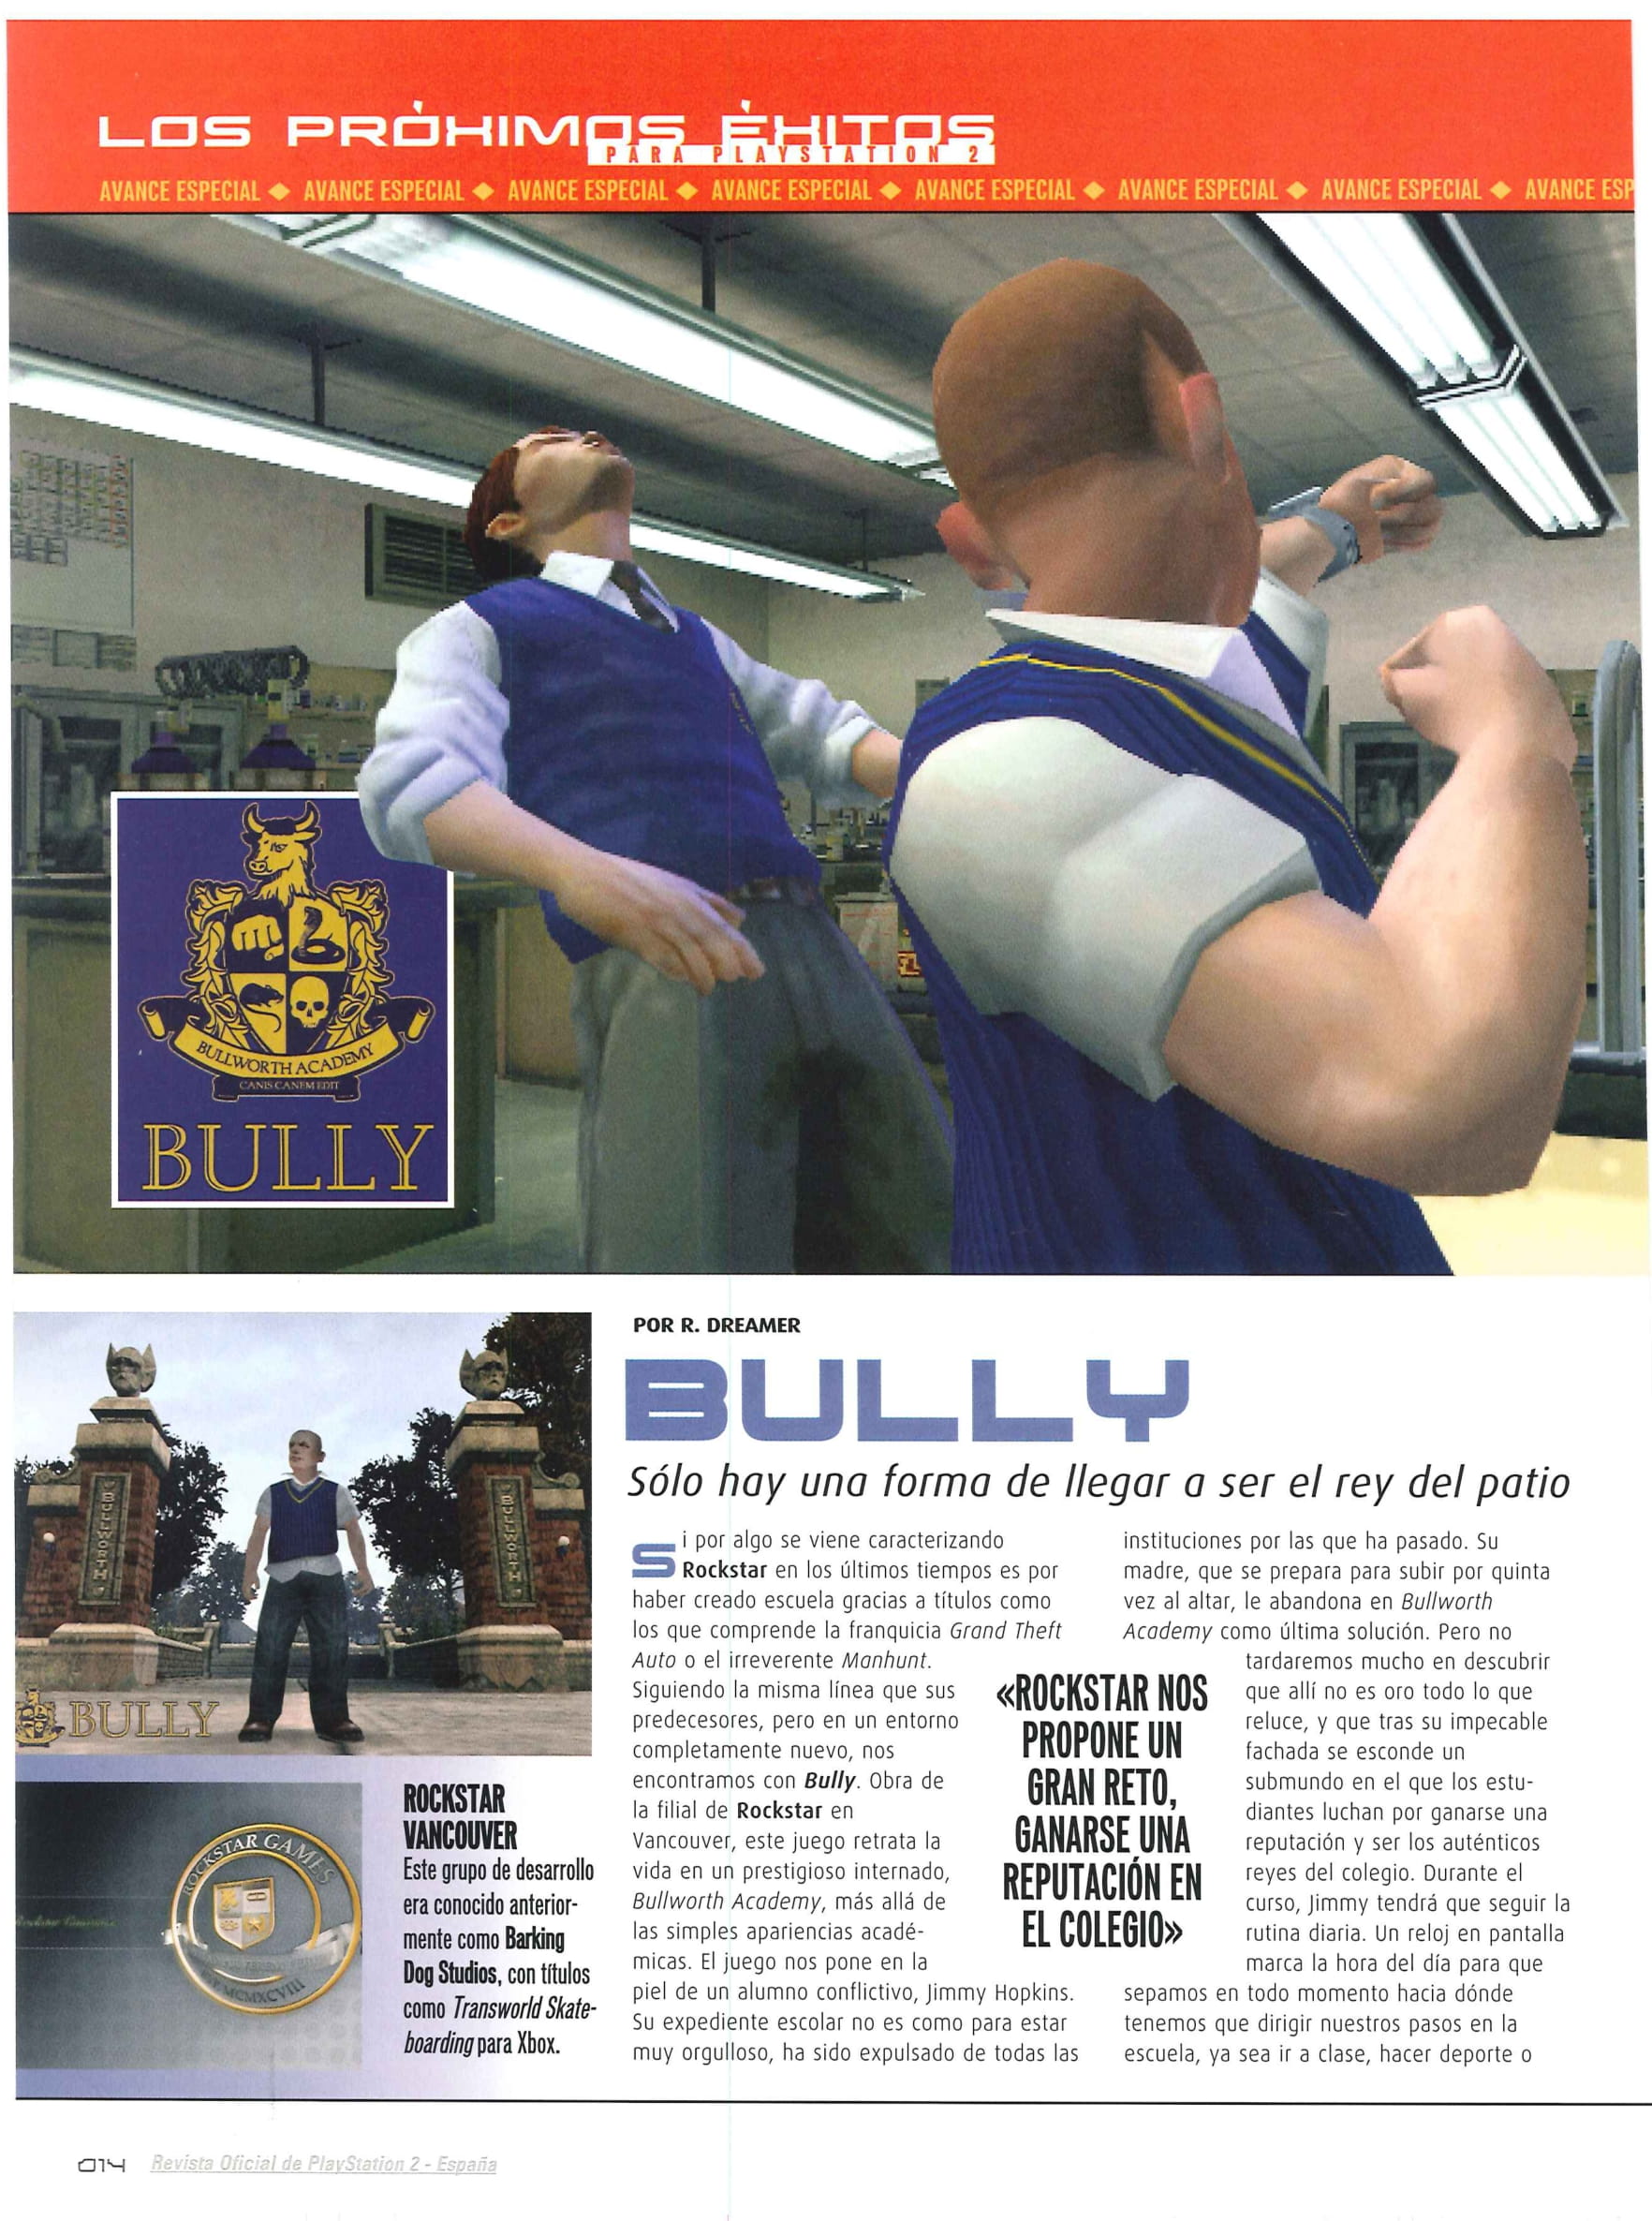 LOS PRÓXIMOS ÉXITOS
PARA PLAYSTATION 2
AVANCE ESPECIAL ◆ AVANCE ESPECIAL ◆ AVANCE ESPECIAL ◆ AVANCE ESPECIAL ◆ AVANCE ESPECIAL ◆ AVANCE ESPECIAL ◆ AVANCE ESPECIAL ◆ AVANCE ESP
BULLWORTH ACADEMY
CANIS CANEM EDIT
BULLY
BULLWORTH
BULLWORTH
BULLY
ROCKSTAR GAMES
MCMXCVIII
ROCKSTAR
VANCOUVER
Este grupo de desarrollo
era conocido anterior-
mente como Barking
Dog Studios, con títulos
como Transworld Skate-
boarding para Xbox.
POR R. DREAMER
BULLY
Sólo hay una forma de llegar a ser el rey del patio
Si por algo se viene caracterizando
Rockstar en los últimos tiempos es por
haber creado escuela gracias a títulos como
los que comprende la franquicia Grand Theft
Auto o el irreverente Manhunt.
Siguiendo la misma línea que sus
predecesores, pero en un entorno
completamente nuevo, nos
encontramos con Bully. Obra de
la filial de Rockstar en
Vancouver, este juego retrata la
vida en un prestigioso internado,
Bullworth Academy, más allá de
las simples apariencias acadé-
micas. El juego nos pone en la
piel de un alumno conflictivo, Jimmy Hopkins.
Su expediente escolar no es como para estar
muy orgulloso, ha sido expulsado de todas las
«ROCKSTAR NOS
PROPONE UN
GRAN RETO,
GANARSE UNA
REPUTACIÓN EN
EL COLEGIO»
instituciones por las que ha pasado. Su
madre, que se prepara para subir por quinta
vez al altar, le abandona en Bullworth
Academy como última solución. Pero no
tardaremos mucho en descubrir
que allí no es oro todo lo que
reluce, y que tras su impecable
fachada se esconde un
submundo en el que los estu-
diantes luchan por ganarse una
reputación y ser los auténticos
reyes del colegio. Durante el
curso, Jimmy tendrá que seguir la
rutina diaria. Un reloj en pantalla
marca la hora del día para que
sepamos en todo momento hacia dónde
tenemos que dirigir nuestros pasos en la
escuela, ya sea ir a clase, hacer deporte o
014 Revista Oficial de PlayStation 2 - España